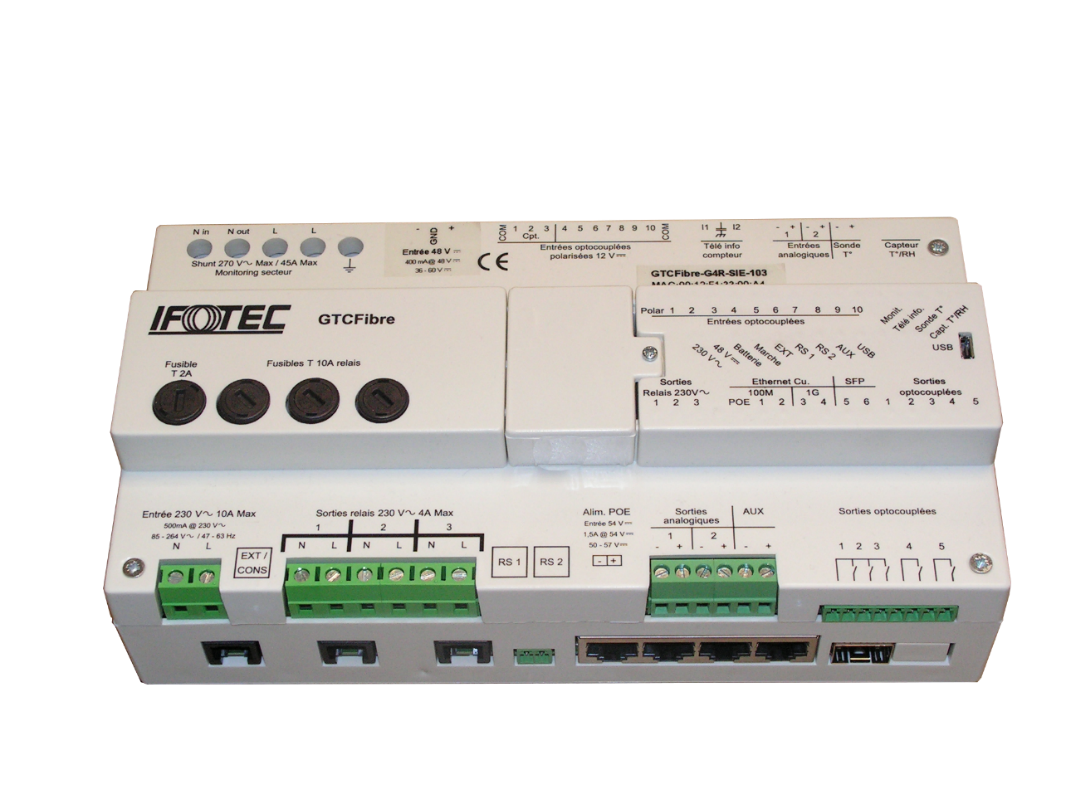 N in N out L L
Shunt 270 V~ Max / 45A Max
Monitoring secteur
- GND +
Entrée 48 V
400 mA@ 48 V
36 - 60 V
CE
COM 1 2 3 4 5 6 7 8 9 10 COM
Cpt.
Entrées optocouplées
polarisées 12 V
I1 I2
Télé info
compteur
- + - + - +
1 2
Entrées
analogiques
Sonde
T°
Capteur
T°/RH
GTCFibre-G4R-SIE-103
IFOTEC GTCFibre
Fusible
T 2A
Fusibles T 10A relais
Polar 1 2 3 4 5 6 7 8 9 10
Entrées optocouplées
230 V~ 48 V Batterie Marche EXT RS 1 RS 2 AUX USB
Monit. Télé info. Sonde T° Capt. T°/RH
USB
Sorties
Relais 230V~
1 2 3
Ethernet Cu.
100M 1G
POE 1 2 3 4
SFP
5 6
Sorties
optocouplées
1 2 3 4 5
Entrée 230 V~ 10A Max
500mA @ 230 V~
85 - 264 V~ / 47 - 63 Hz
N L
EXT /
CONS
Sorties relais 230 V~ 4A Max
1 2 3
N L N L N L
RS 1
RS 2
Alim. POE
Entrée 54 V
1,5A @ 54 V
50 - 57 V
- +
Sorties
analogiques
1 2
- + - +
AUX
- +
Sorties optocouplées
1 2 3 4 5